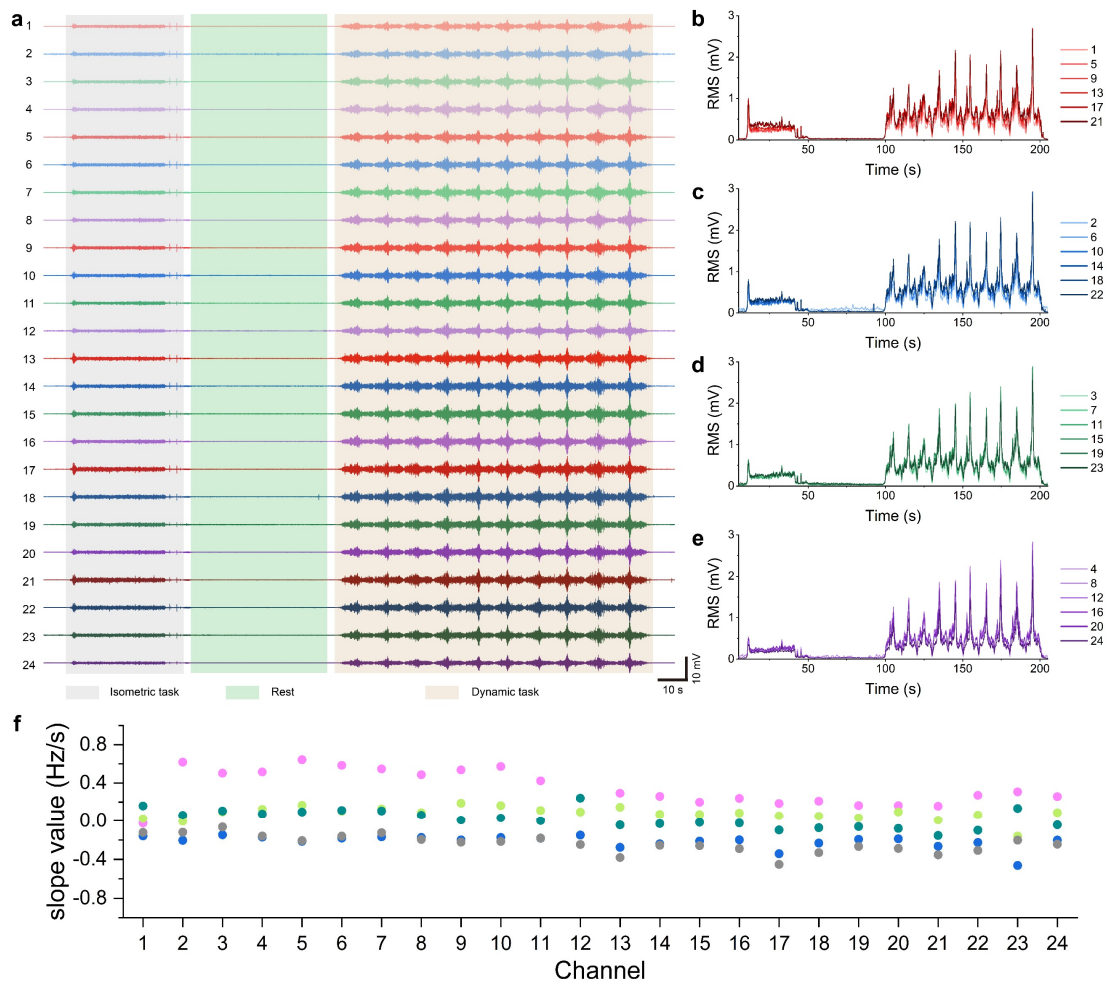 a
1
2
3
4
5
6
7
8
9
10
11
12
13
14
15
16
17
18
19
20
21
22
23
24
10 mV
10 s
Isometric task Rest Dynamic task
b
RMS (mV)
3
2
1
0
50 100 150 200
Time (s)
1
5
9
13
17
21
c
RMS (mV)
3
2
1
0
50 100 150 200
Time (s)
2
6
10
14
18
22
d
RMS (mV)
3
2
1
0
50 100 150 200
Time (s)
3
7
11
15
19
23
e
RMS (mV)
3
2
1
0
50 100 150 200
Time (s)
4
8
12
16
20
24
f
slope value (Hz/s)
0.8
0.4
0.0
-0.4
-0.8
1 2 3 4 5 6 7 8 9 10 11 12 13 14 15 16 17 18 19 20 21 22 23 24
Channel